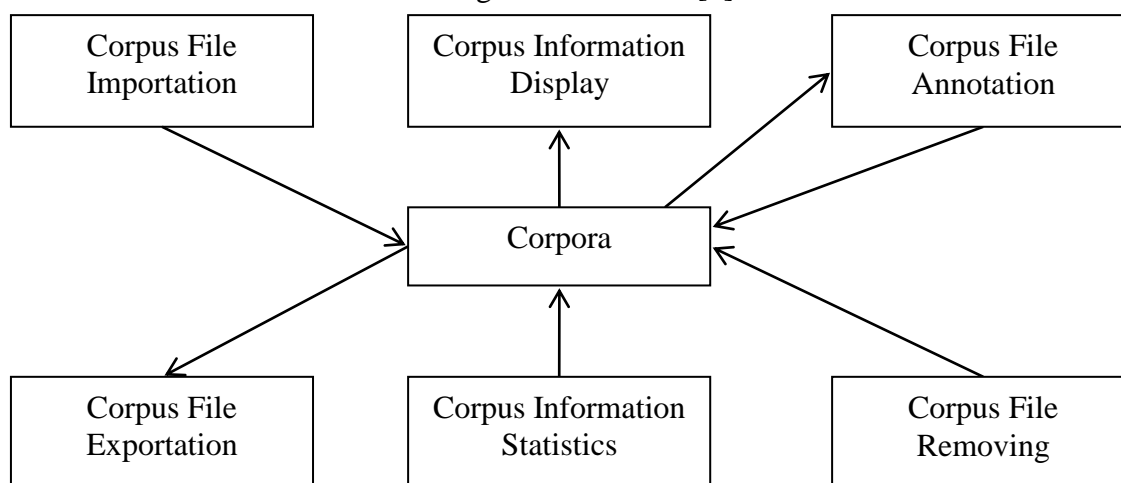 Corpus File
Importation
Corpus Information
Display
Corpus File
Annotation
Corpora
Corpus File
Exportation
Corpus Information
Statistics
Corpus File
Removing